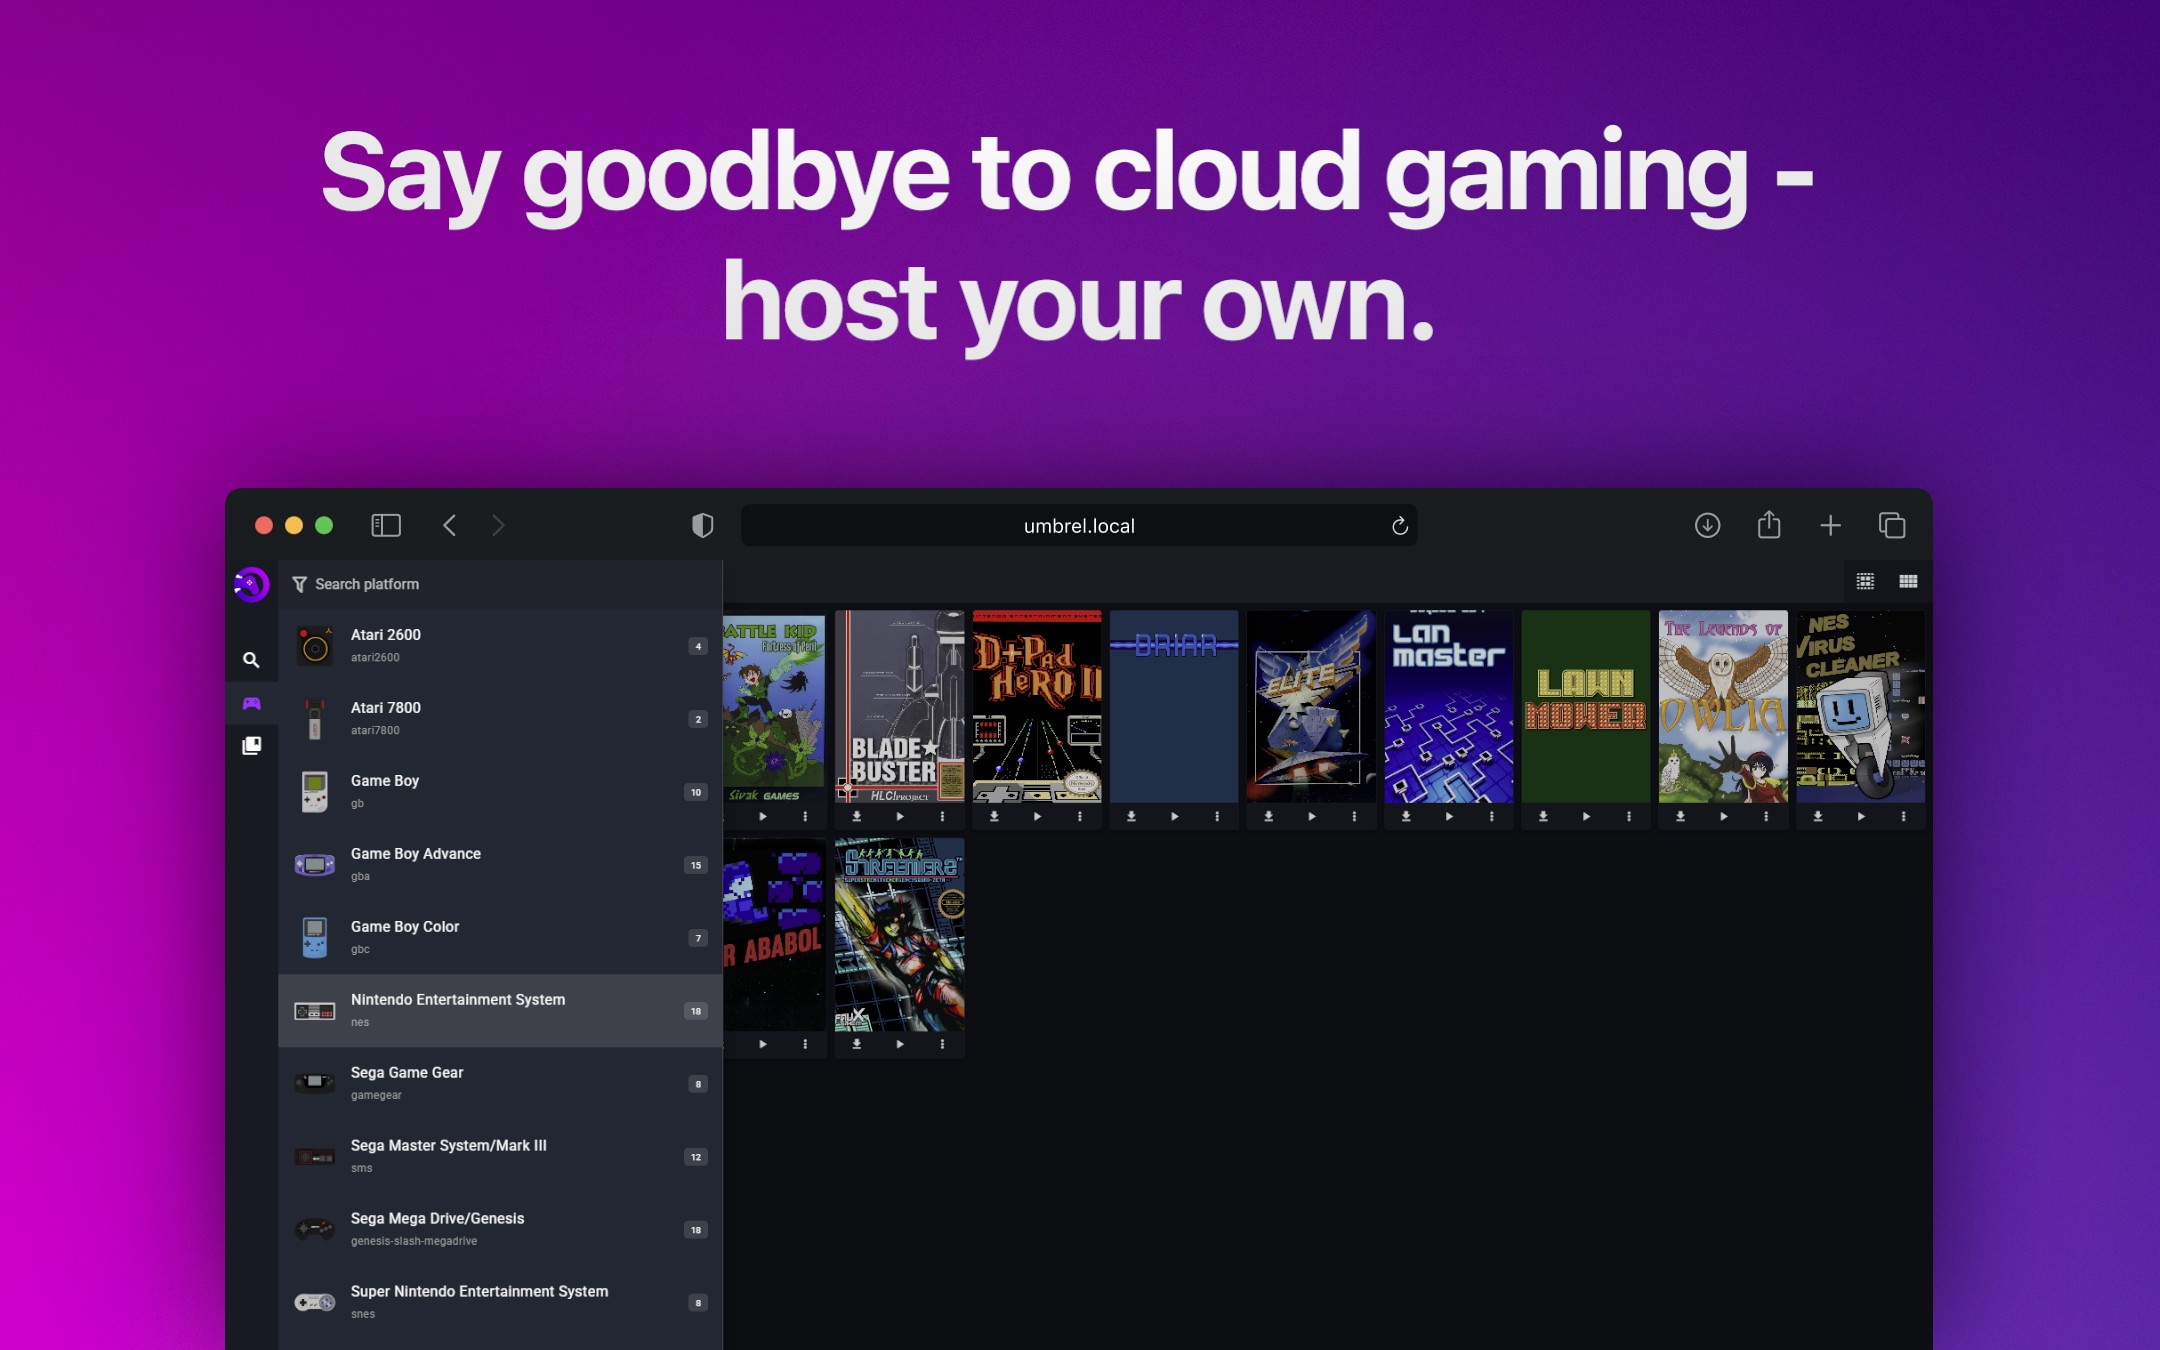 Say goodbye to cloud gaming -
host your own.
umbrel.local
Search platform
Atari 2600
atari2600
4
Atari 7800
atari7800
2
Game Boy
gb
10
Game Boy Advance
gba
15
Game Boy Color
gbc
7
Nintendo Entertainment System
nes
18
Sega Game Gear
gamegear
8
Sega Master System/Mark III
sms
12
Sega Mega Drive/Genesis
genesis-slash-megadrive
18
Super Nintendo Entertainment System
snes
8
ATTLE KID
Fortress of Peril
Sivak GAMES
BLADE
BUSTER
HLC!PROJECT
D+Pad
HeRO II
BRIAR
ELITE
Lan
master
LAWN
MOWER
The Legends of
OWLIA
NES
VIRUS
CLEANER
R ABABOL
STREEMERZ